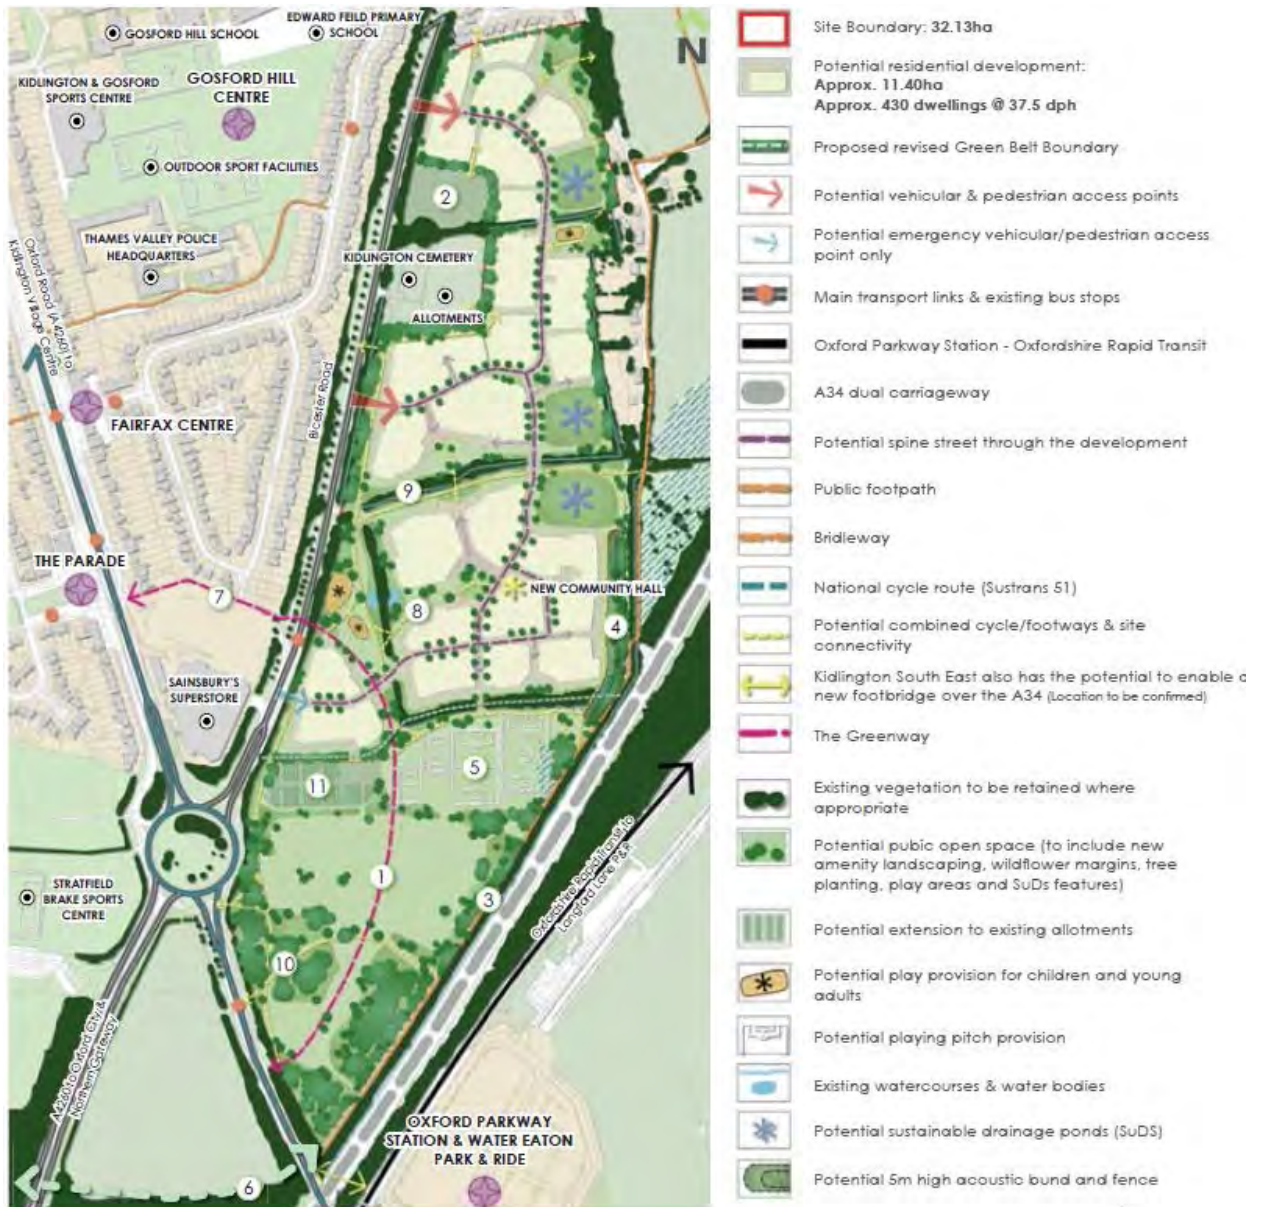 EDWARD FEILD PRIMARY
SCHOOL
GOSFORD HILL SCHOOL
KIDLINGTON & GOSFORD
SPORTS CENTRE
GOSFORD HILL
CENTRE
N
OUTDOOR SPORT FACILITIES
2
THAMES VALLEY POLICE
HEADQUARTERS
KIDLINGTON CEMETERY
ALLOTMENTS
Oxford Road (A4260) to
Kidlington Village Centre
Bicester Road
FAIRFAX CENTRE
9
THE PARADE
7
NEW COMMUNITY HALL
8
4
SAINSBURY'S
SUPERSTORE
5
11
1
3
STRATFIELD
BRAKE SPORTS
CENTRE
Oxfordshire Rapid Transit to
Langford Lane P&R
10
A4260 to Oxford City &
Northern Gateway
OXFORD PARKWAY
STATION & WATER EATON
PARK & RIDE
6
Site Boundary: 32.13ha
Potential residential development:
Approx. 11.40ha
Approx. 430 dwellings @ 37.5 dph
Proposed revised Green Belt Boundary
Potential vehicular & pedestrian access points
Potential emergency vehicular/pedestrian access
point only
Main transport links & existing bus stops
Oxford Parkway Station - Oxfordshire Rapid Transit
A34 dual carriageway
Potential spine street through the development
Public footpath
Bridleway
National cycle route (Sustrans 51)
Potential combined cycle/footways & site
connectivity
Kidlington South East also has the potential to enable a
new footbridge over the A34 (Location to be confirmed)
The Greenway
Existing vegetation to be retained where
appropriate
Potential pubic open space (to include new
amenity landscaping, wildflower margins, tree
planting, play areas and SuDs features)
Potential extension to existing allotments
Potential play provision for children and young
adults
Potential playing pitch provision
Existing watercourses & water bodies
Potential sustainable drainage ponds (SuDS)
Potential 5m high acoustic bund and fence